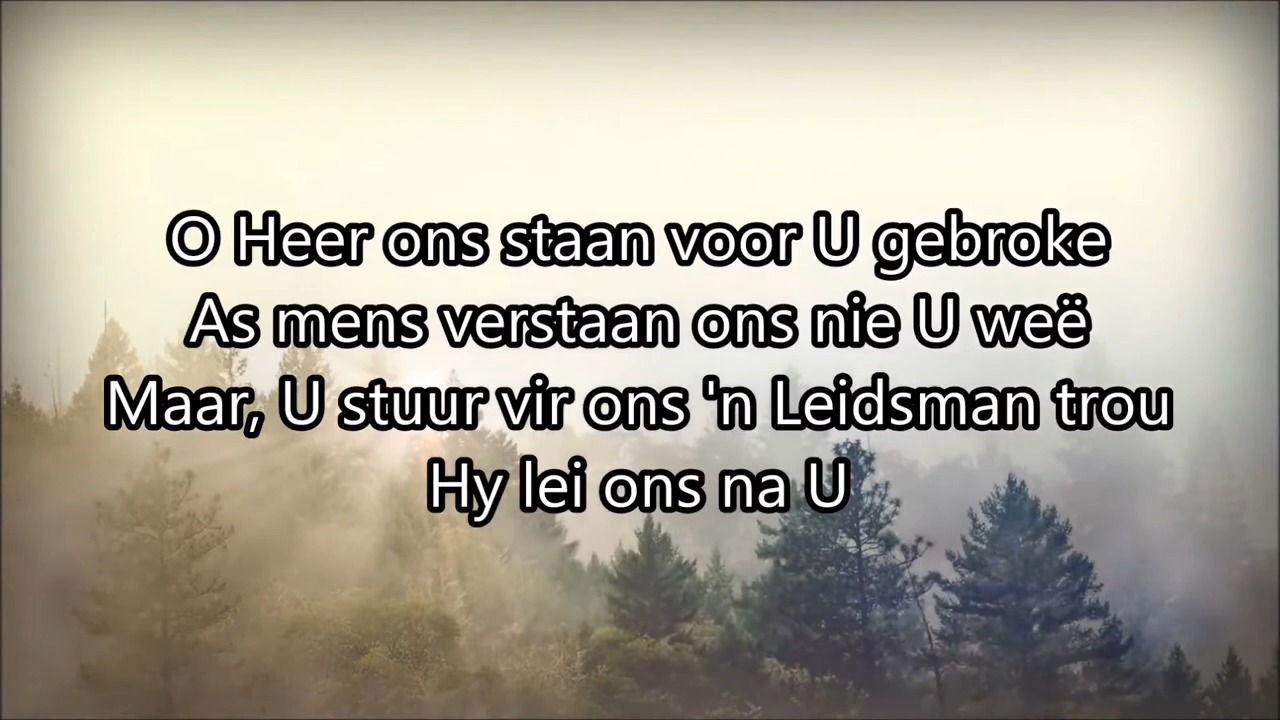 O Heer ons staan voor U gebroke
As mens verstaan ons nie U weë
Maar, U stuur vir ons 'n Leidsman trou
Hy lei ons na U